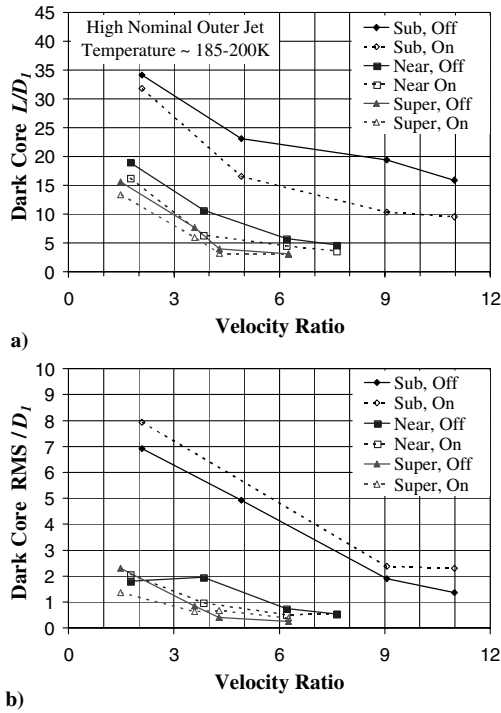 High Nominal Outer Jet
Temperature ~ 185-200K
Sub, Off
Sub, On
Near, Off
Near On
Super, Off
Super, On
Dark Core L/D1
45
40
35
30
25
20
15
10
5
0
0 3 6 9 12
Velocity Ratio
a)
Sub, Off
Sub, On
Near, Off
Near, On
Super, Off
Super, On
Dark Core RMS/D1
10
9
8
7
6
5
4
3
2
1
0
0 3 6 9 12
Velocity Ratio
b)